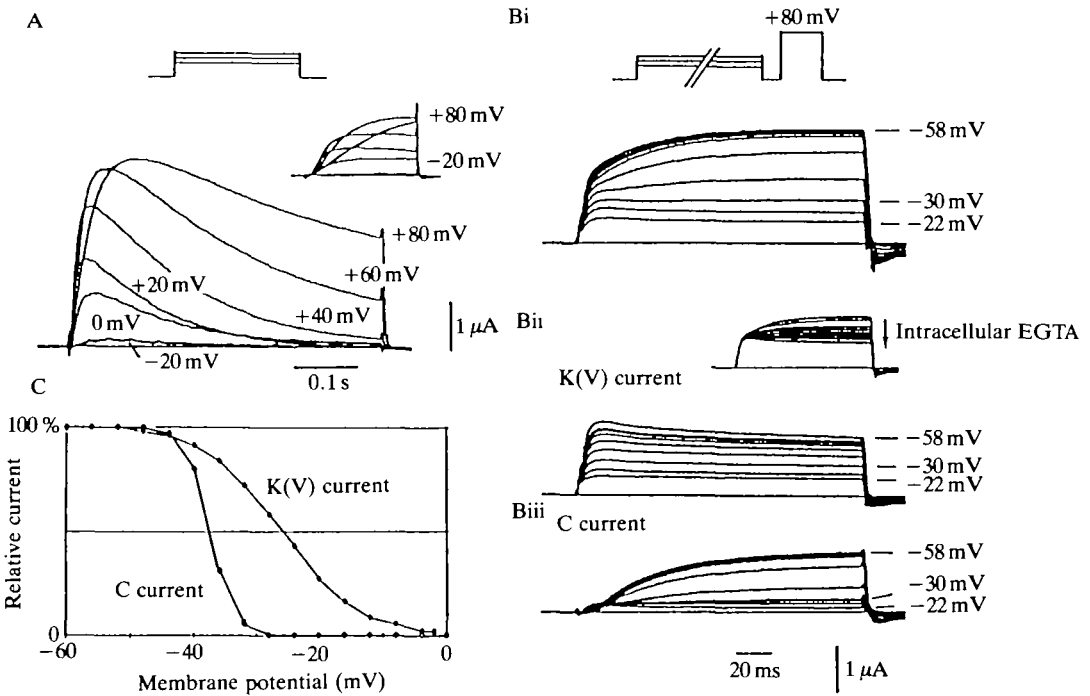 A
+80 mV
−20 mV
+80 mV
+60 mV
+20 mV
+40 mV
0 mV
−20 mV
1 µA
0.1 s
Bi
+80 mV
−58 mV
−30 mV
−22 mV
Bii
Intracellular EGTA
K(V) current
−58 mV
−30 mV
−22 mV
Biii
C current
−58 mV
−30 mV
−22 mV
20 ms
1 µA
C
100 %
Relative current
K(V) current
C current
0
−60
−40
−20
0
Membrane potential (mV)